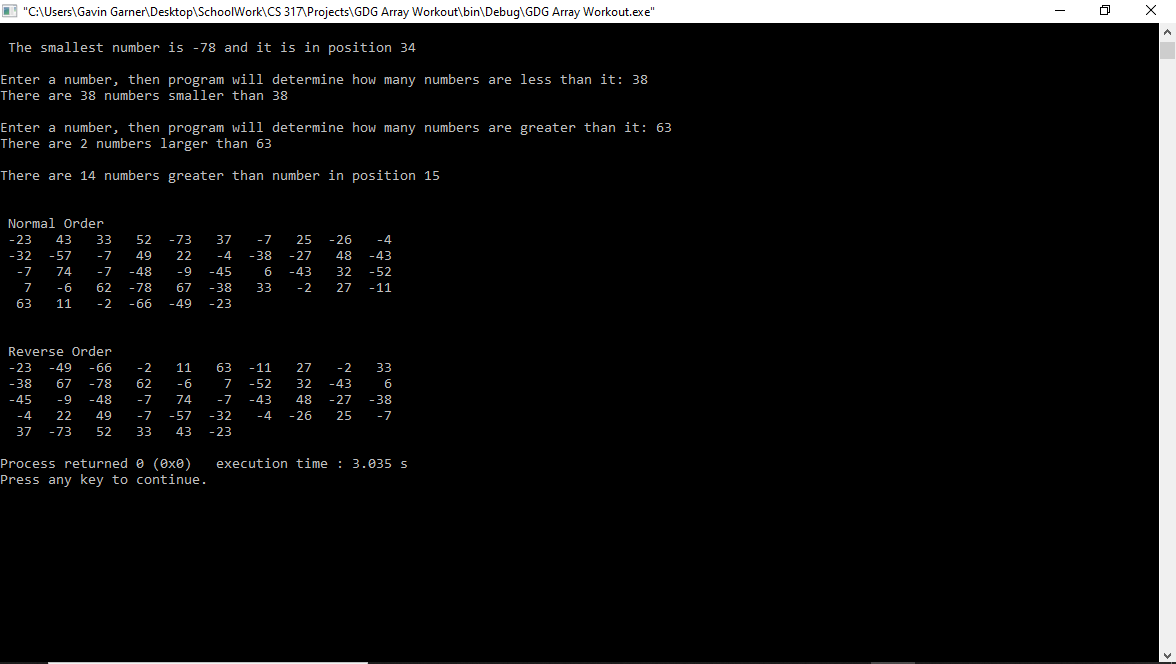 "C:\Users\Gavin Garner\Desktop\SchoolWork\CS 317\Projects\GDG Array Workout\bin\Debug\GDG Array Workout.exe"
The smallest number is -78 and it is in position 34
Enter a number, then program will determine how many numbers are less than it: 38
There are 38 numbers smaller than 38
Enter a number, then program will determine how many numbers are greater than it: 63
There are 2 numbers larger than 63
There are 14 numbers greater than number in position 15
Normal Order
-23 43 33 52 -73 37 -7 25 -26 -4
-32 -57 -7 49 22 -4 -38 -27 48 -43
-7 74 -7 -48 -9 -45 6 -43 32 -52
7 -6 62 -78 67 -38 33 -2 27 -11
63 11 -2 -66 -49 -23
Reverse Order
-23 -49 -66 -2 11 63 -11 27 -2 33
-38 67 -78 62 -6 7 -52 32 -43 6
-45 -9 -48 -7 74 -7 -43 48 -27 -38
-4 22 49 -7 -57 -32 -4 -26 25 -7
37 -73 52 33 43 -23
Process returned 0 (0x0) execution time : 3.035 s
Press any key to continue.